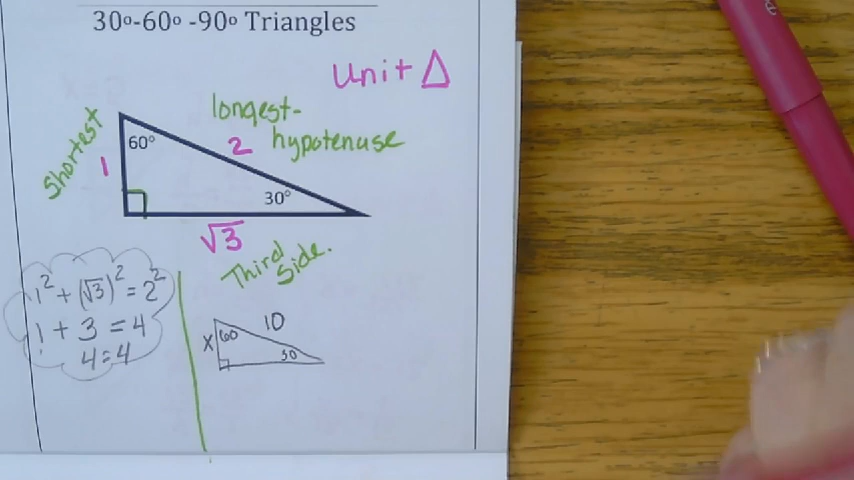 30º-60º -90º Triangles
Unit Δ
longest-
hypotenuse
Shortest
60°
1
2
30°
√3
Third
Side.
1² + (√3)² = 2²
1 + 3 = 4
4=4
10
X
60
30